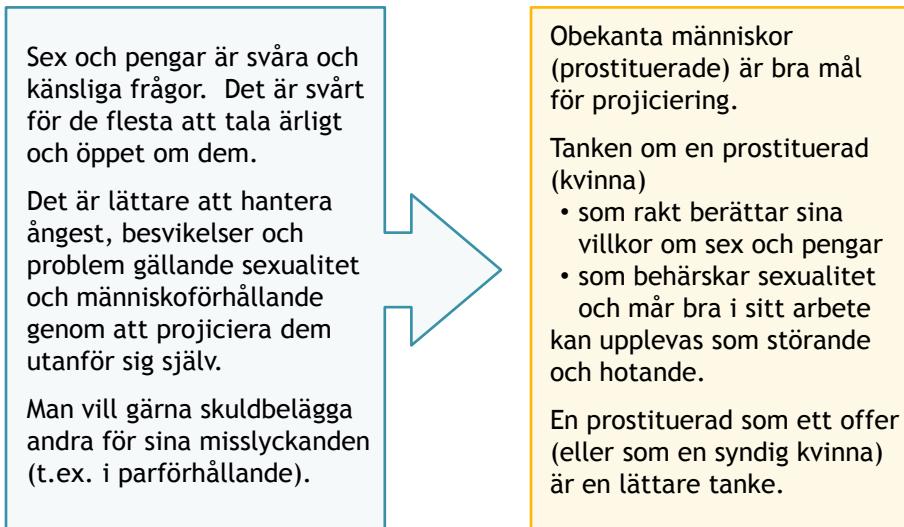 Sex och pengar är svåra och
känsliga frågor.  Det är svårt
för de flesta att tala ärligt
och öppet om dem.
Det är lättare att hantera
ångest, besvikelser och
problem gällande sexualitet
och människoförhållande
genom att projiciera dem
utanför sig själv.
Man vill gärna skuldbelägga
andra för sina misslyckanden
(t.ex. i parförhållande).
Obekanta människor
(prostituerade) är bra mål
för projiciering.
Tanken om en prostituerad
(kvinna)
• som rakt berättar sina
villkor om sex och pengar
• som behärskar sexualitet
och mår bra i sitt arbete
kan upplevas som störande
och hotande.
En prostituerad som ett offer
(eller som en syndig kvinna)
är en lättare tanke.